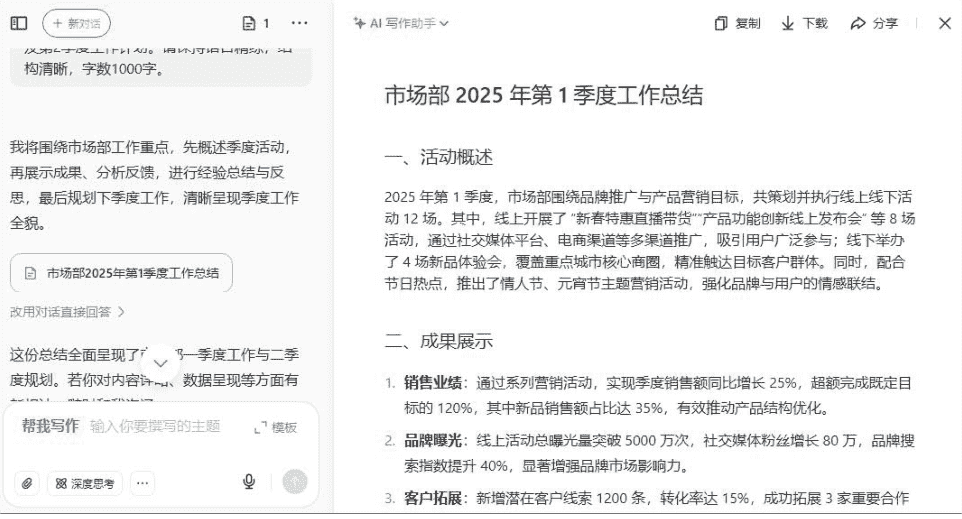 + 新对话
1
构清晰，字数1000字。
我将围绕市场部工作重点，先概述季度活动，
再展示成果、分析反馈，进行经验总结与反
思，最后规划下季度工作，清晰呈现季度工作
全貌。
市场部2025年第1季度工作总结
改用对话直接回答
这份总结全面呈现了
一季度工作与二季
度规划。若你对内容详略、数据呈现等方面有
帮我写作 输入你要撰写的主题 模板
深度思考
AI 写作助手
复制 下载 分享
市场部 2025 年第 1 季度工作总结
一、活动概述
2025 年第 1 季度，市场部围绕品牌推广与产品营销目标，共策划并执行线上线下活
动 12 场。其中，线上开展了 “新春特惠直播带货”“产品功能创新线上发布会” 等 8 场
活动，通过社交媒体平台、电商渠道等多渠道推广，吸引用户广泛参与；线下举办
了 4 场新品体验会，覆盖重点城市核心商圈，精准触达目标客户群体。同时，配合
节日热点，推出了情人节、元宵节主题营销活动，强化品牌与用户的情感联结。
二、成果展示
1. 销售业绩：通过系列营销活动，实现季度销售额同比增长 25%，超额完成既定目
标的 120%，其中新品销售额占比达 35%，有效推动产品结构优化。
2. 品牌曝光：线上活动总曝光量突破 5000 万次，社交媒体粉丝增长 80 万，品牌搜
索指数提升 40%，显著增强品牌市场影响力。
3. 客户拓展：新增潜在客户线索 1200 条，转化率达 15%，成功拓展 3 家重要合作